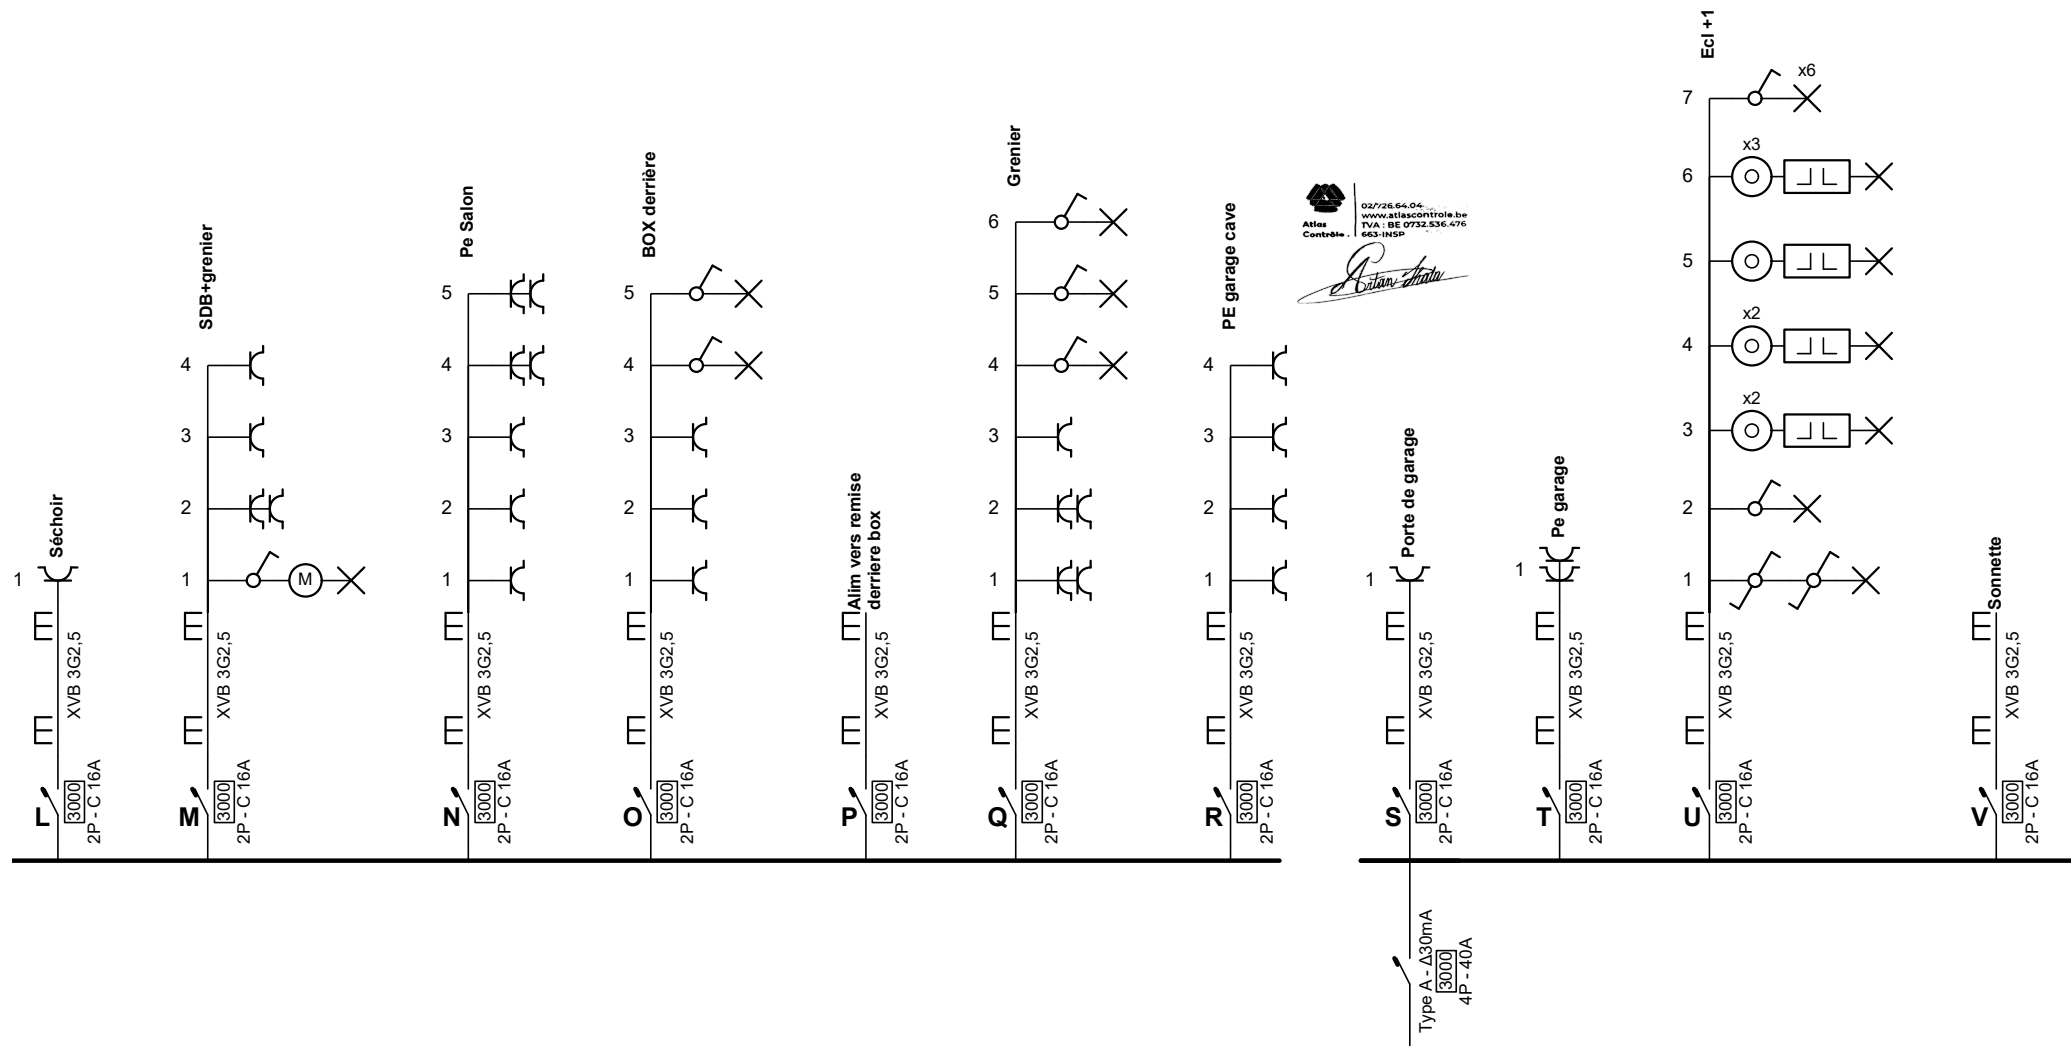 Séchoir
1
XVB 3G2,5
L
3000
2P - C 16A
SDB+grenier
4
3
2
1
M
XVB 3G2,5
M
3000
2P - C 16A
Pe Salon
5
4
3
2
1
XVB 3G2,5
N
3000
2P - C 16A
BOX derrière
5
4
3
2
1
XVB 3G2,5
O
3000
2P - C 16A
Alim vers remise
derriere box
XVB 3G2,5
P
3000
2P - C 16A
Grenier
6
5
4
3
2
1
XVB 3G2,5
Q
3000
2P - C 16A
PE garage cave
4
3
2
1
XVB 3G2,5
R
3000
2P - C 16A
Atlas
Contrôle
02/726.64.04
www.atlascontrole.be
TVA : BE 0732.536.476
663-INSP
Porte de garage
1
XVB 3G2,5
S
3000
2P - C 16A
Type A - Δ30mA
3000
4P - 40A
Pe garage
1
XVB 3G2,5
T
3000
2P - C 16A
Ecl +1
7
x6
6
x3
5
4
x2
3
x2
2
1
XVB 3G2,5
U
3000
2P - C 16A
Sonnette
XVB 3G2,5
V
3000
2P - C 16A